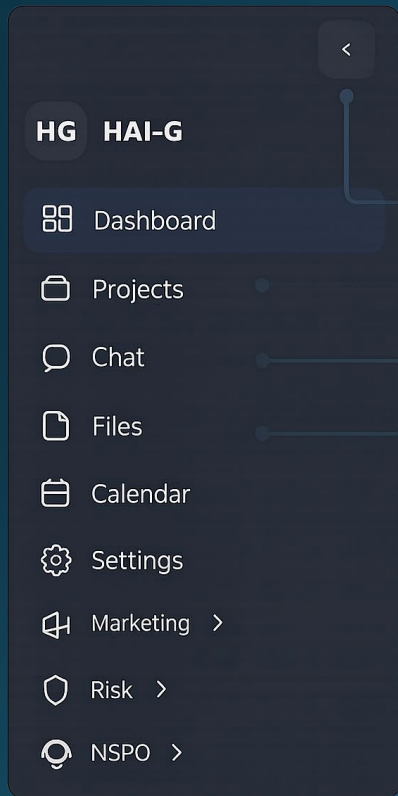 <
HG HAI-G
Dashboard
Projects
Chat
Files
Calendar
Settings
Marketing >
Risk >
NSPO >